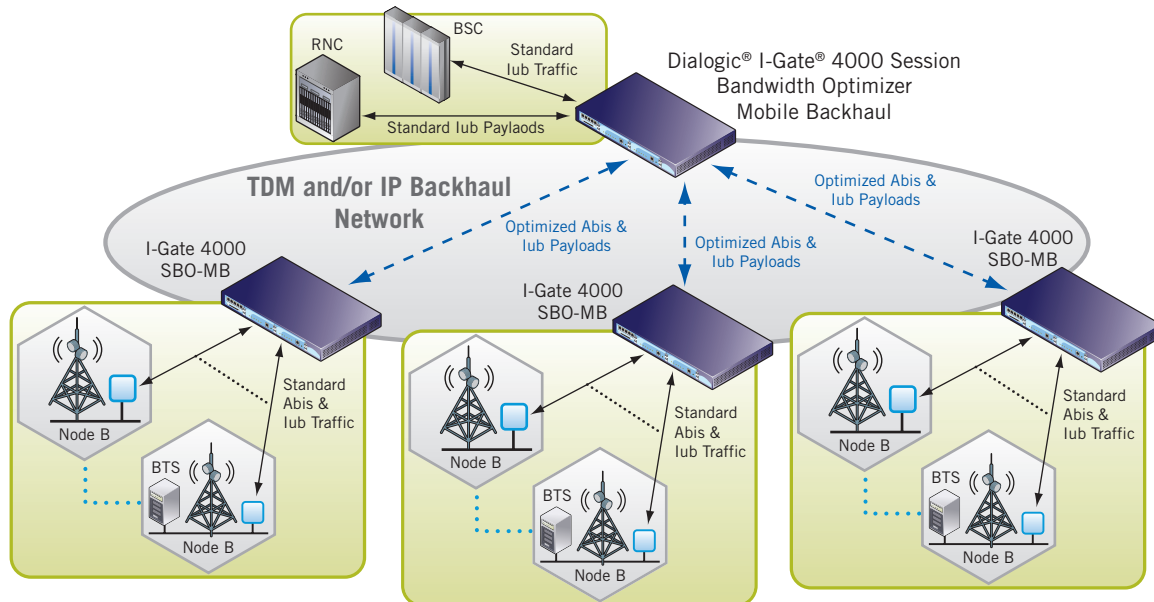 BSC
RNC
Standard
Iub Traffic
Standard Iub Paylaods
Dialogic® I-Gate® 4000 Session
Bandwidth Optimizer
Mobile Backhaul
TDM and/or IP Backhaul
Network
Optimized Abis &
Iub Payloads
Optimized Abis &
Iub Payloads
Optimized Abis &
Iub Payloads
I-Gate 4000
SBO-MB
I-Gate 4000
SBO-MB
I-Gate 4000
SBO-MB
Node B
Standard
Abis &
Iub Traffic
BTS
Node B
Node B
Standard
Abis &
Iub Traffic
BTS
Node B
Node B
Standard
Abis &
Iub Traffic
BTS
Node B